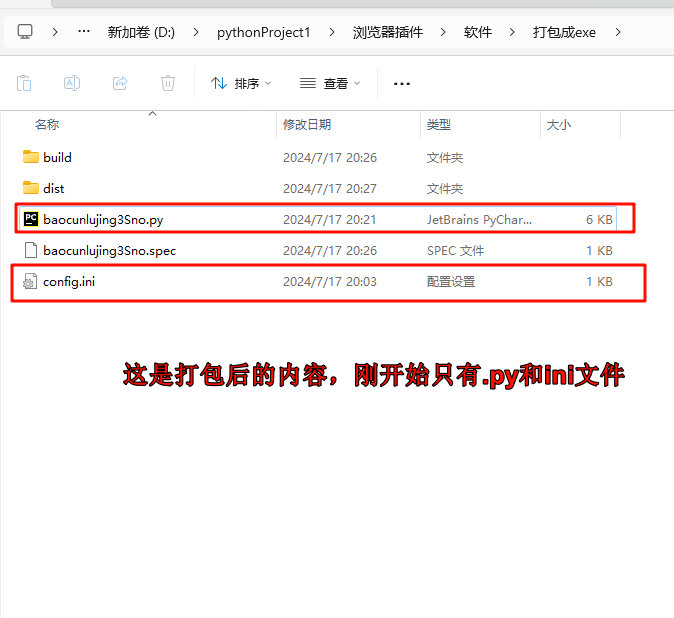 新加卷 (D:) pythonProject1 浏览器插件 软件 打包成exe
排序 查看
名称 修改日期 类型 大小
build 2024/7/17 20:26 文件夹
dist 2024/7/17 20:27 文件夹
PC baocunlujing3Sno.py 2024/7/17 20:21 JetBrains PyChar... 6 KB
baocunlujing3Sno.spec 2024/7/17 20:26 SPEC 文件 1 KB
config.ini 2024/7/17 20:03 配置设置 1 KB
这是打包后的内容，刚开始只有.py和ini文件